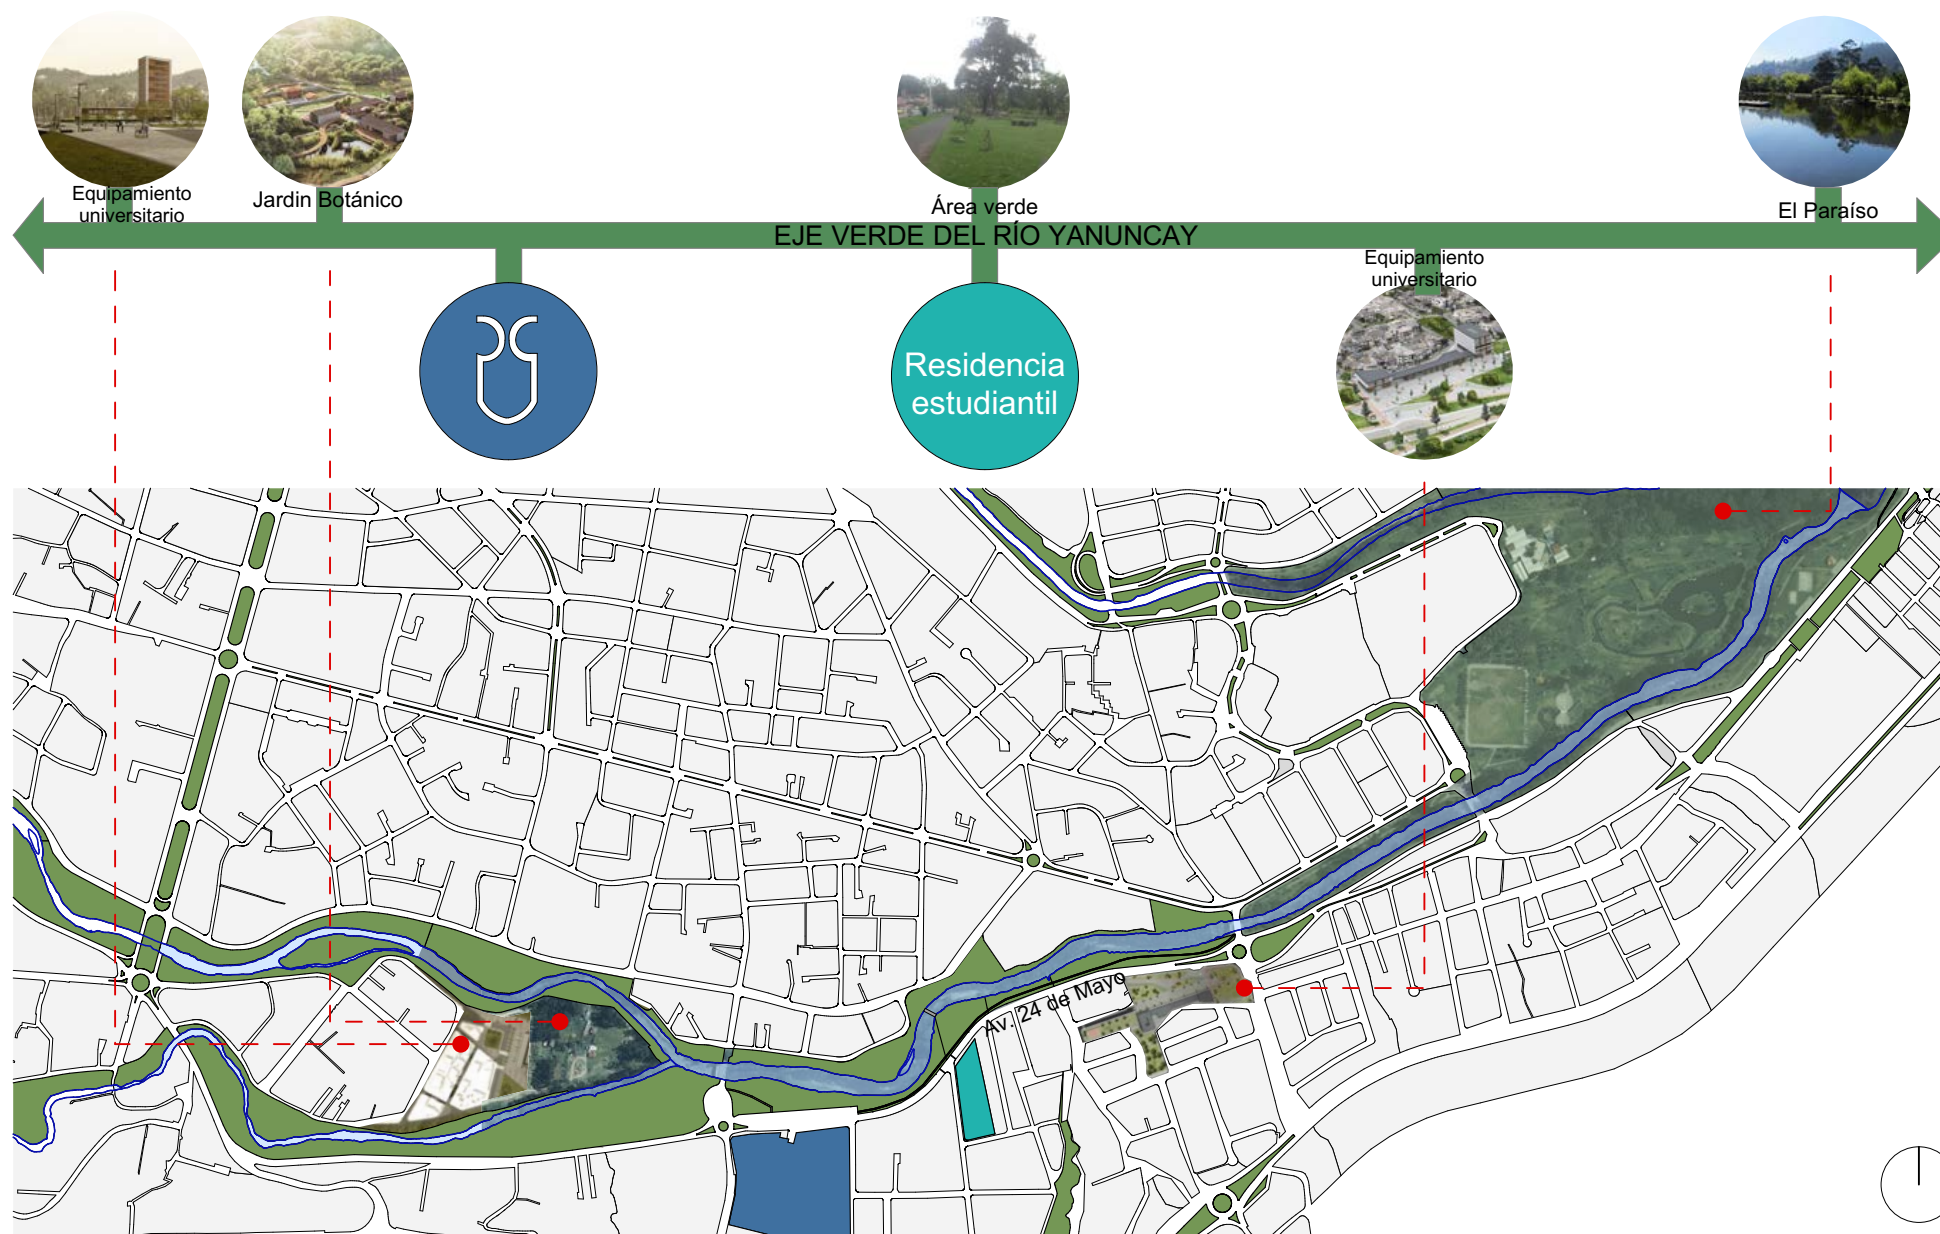 Equipamiento
universitario
Jardin Botánico
Área verde
El Paraíso
EJE VERDE DEL RÍO YANUNCAY
Equipamiento
universitario
Residencia
estudiantil
Av. 24 de Mayo